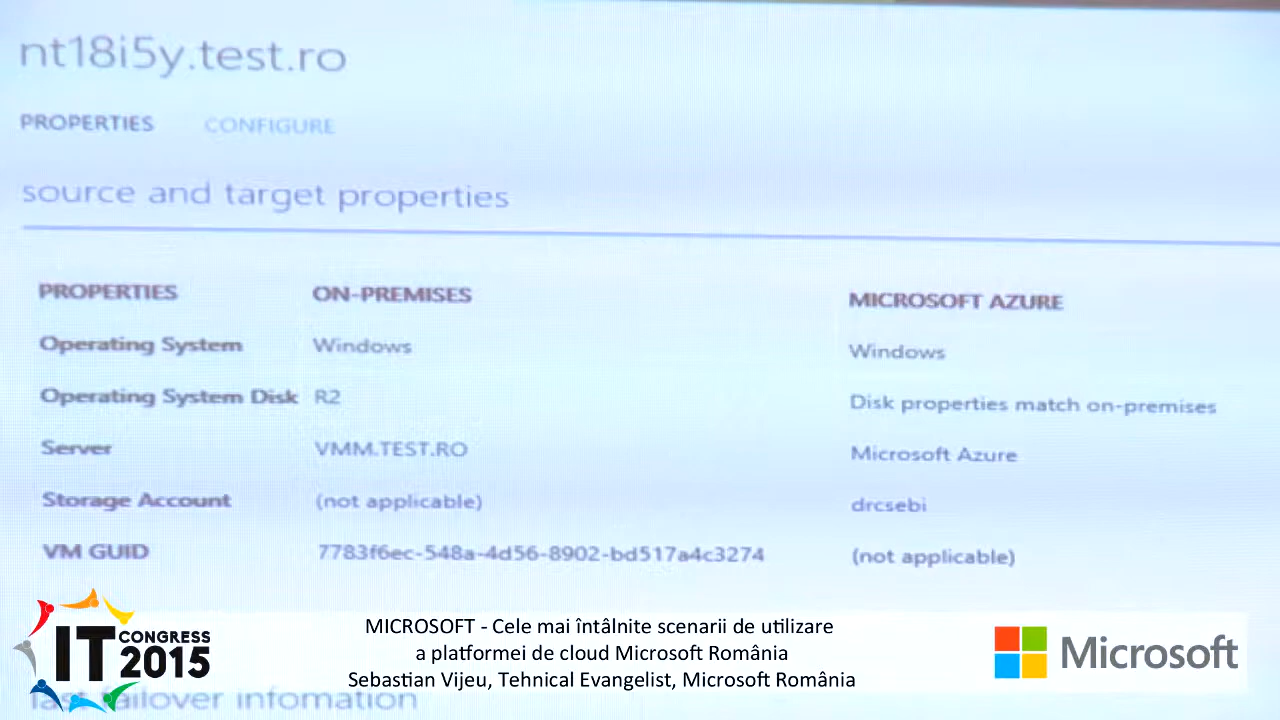 nt18i5y.test.ro
PROPERTIES CONFIGURE
source and target properties
PROPERTIES ON-PREMISES MICROSOFT AZURE
Operating System Windows Windows
Operating System Disk R2 Disk properties match on-premises
Server VMM.TEST.RO Microsoft Azure
Storage Account (not applicable) drcsebi
VM GUID 7783f6ec-548a-4d56-8902-bd517a4c3274 (not applicable)
IT CONGRESS 2015
MICROSOFT - Cele mai întâlnite scenarii de utilizare
a platformei de cloud Microsoft România
Sebastian Vijeu, Tehnical Evangelist, Microsoft România
Microsoft
last failover infomation